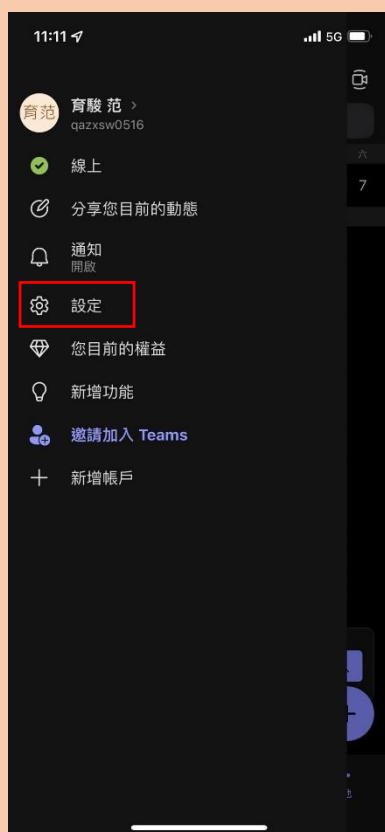 11:11
5G
育范
育駿 范
qazxsw0516
線上
分享您目前的動態
通知
開啟
設定
您目前的權益
新增功能
邀請加入 Teams
新增帳戶
六
7